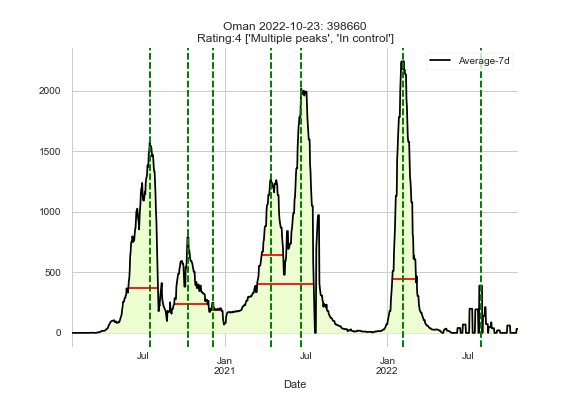 Oman 2022-10-23: 398660
Rating:4 ['Multiple peaks', 'In control']
Average-7d
2000
1500
1000
500
0
Jul
Jan
2021
Jul
Jan
2022
Jul
Date